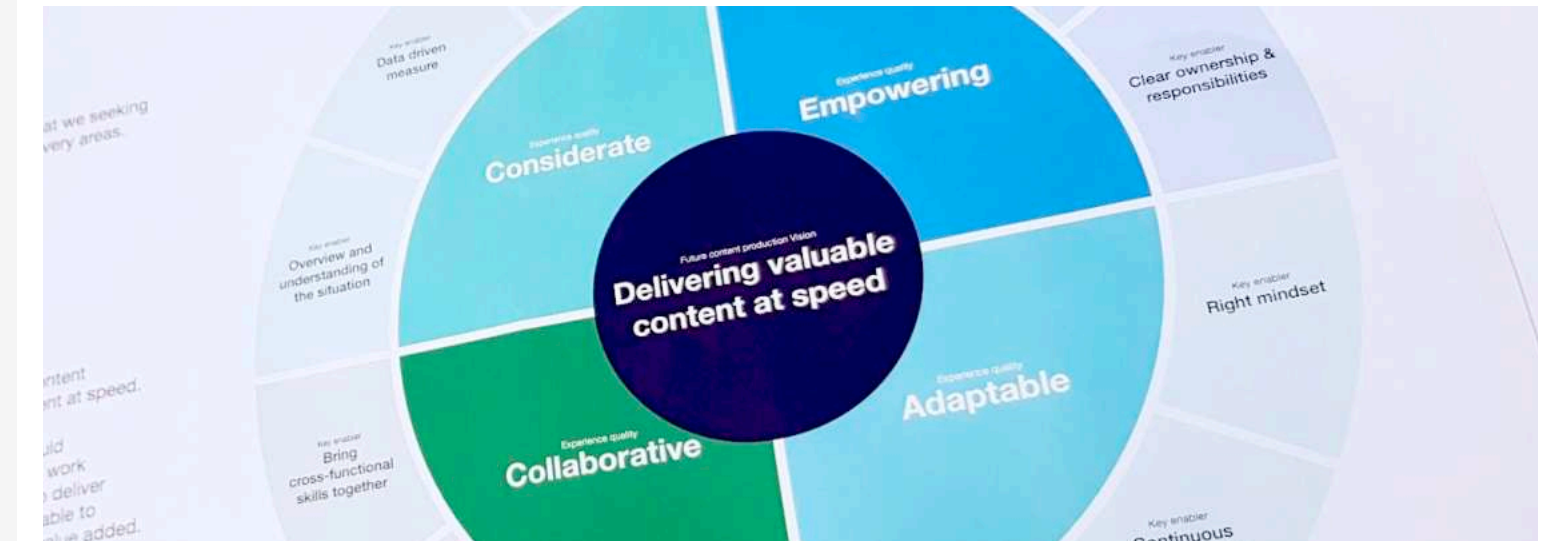 at we seeking
very areas.
ntent
nt at speed.
uld
work
deliver
able to
lue added.
Key enabler
Data driven
measure
Key enabler
Overview and
understanding of
the situation
Key enabler
Bring
cross-functional
skills together
Experience quality
Considerate
Experience quality
Empowering
Future content production Vision
Delivering valuable
content at speed
Experience quality
Collaborative
Experience quality
Adaptable
Key enabler
Clear ownership &
responsibilities
Key enabler
Right mindset
Key enabler
Continuous